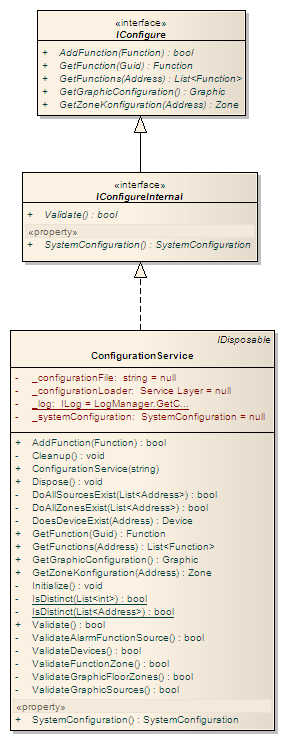 «interface»
IConfigure
+ AddFunction(Function) : bool
+ GetFunction(Guid) : Function
+ GetFunctions(Address) : List<Function>
+ GetGraphicConfiguration() : Graphic
+ GetZoneKonfiguration(Address) : Zone
«interface»
IConfigureInternal
+ Validate() : bool
«property»
+ SystemConfiguration() : SystemConfiguration
IDisposable
ConfigurationService
- _configurationFile: string = null
- _configurationLoader: Service Layer = null
- _log: ILog = LogManager.GetC...
- _systemConfiguration: SystemConfiguration = null
+ AddFunction(Function) : bool
- Cleanup() : void
+ ConfigurationService(string)
+ Dispose() : void
- DoAllSourcesExist(List<Address>) : bool
- DoAllZonesExist(List<Address>) : bool
- DoesDeviceExist(Address) : Device
+ GetFunction(Guid) : Function
+ GetFunctions(Address) : List<Function>
+ GetGraphicConfiguration() : Graphic
+ GetZoneKonfiguration(Address) : Zone
- Initialize() : void
- IsDistinct(List<int>) : bool
- IsDistinct(List<Address>) : bool
+ Validate() : bool
- ValidateAlarmFunctionSource() : bool
- ValidateDevices() : bool
- ValidateFunctionZone() : bool
- ValidateGraphicFloorZones() : bool
- ValidateGraphicSources() : bool
«property»
+ SystemConfiguration() : SystemConfiguration